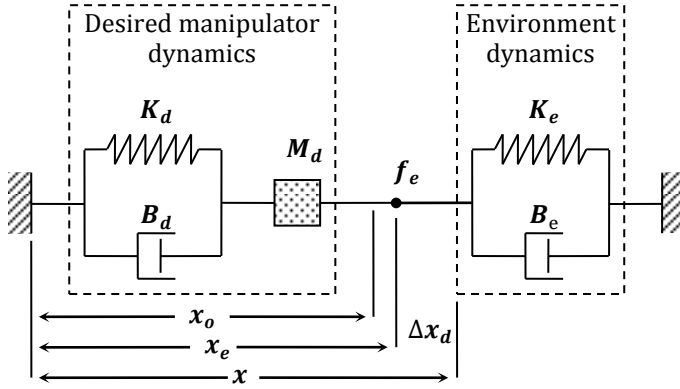 Desired manipulator
dynamics
Environment
dynamics
K_d
K_e
M_d
f_e
B_d
B_e
x_o
Δx_d
x_e
x